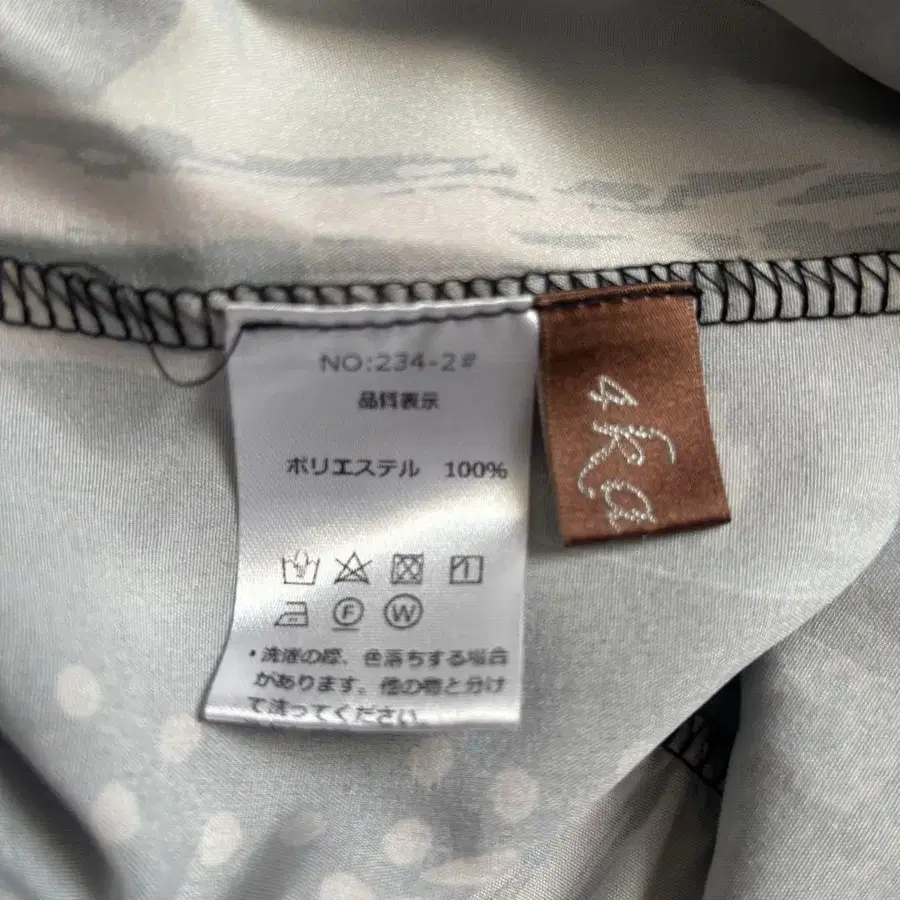 NO:234-2#
品質表示
ポリエステル 100%
F W
・洗濯の際、色落ちする場合
があります。他の物と分け
て洗ってください。
4Ka